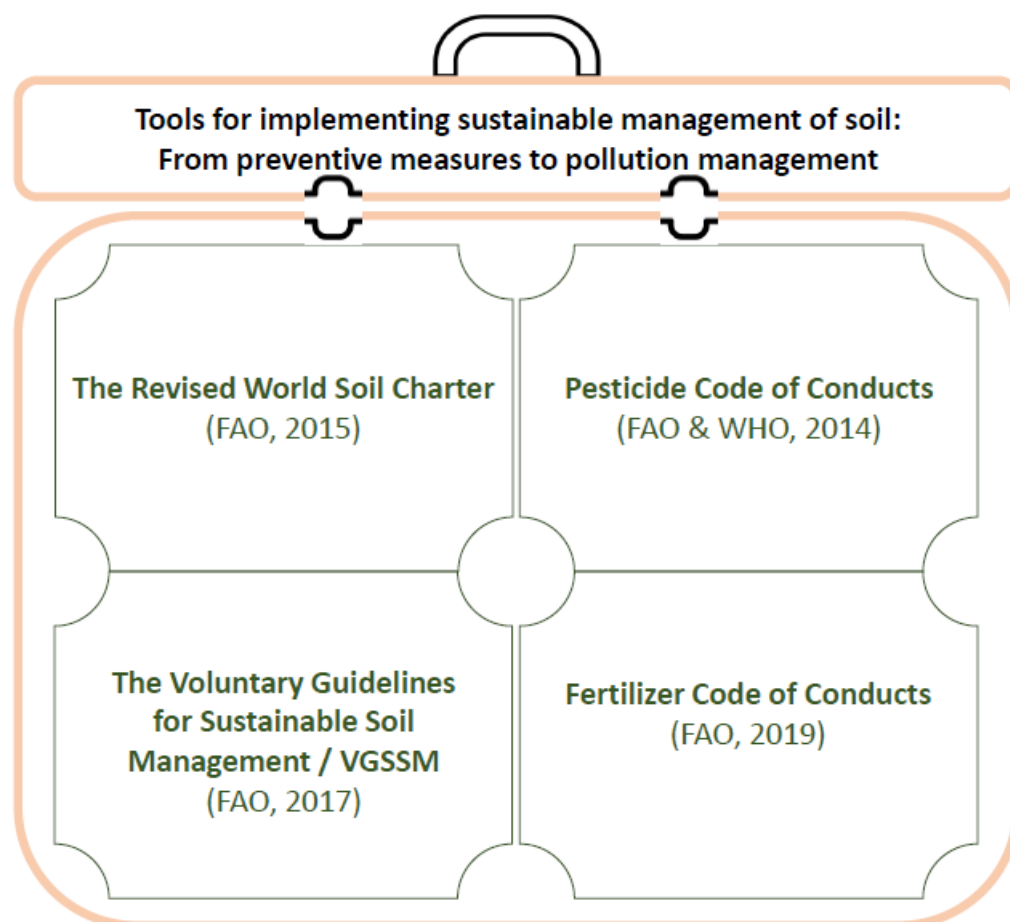 Tools for implementing sustainable management of soil:
From preventive measures to pollution management
The Revised World Soil Charter
(FAO, 2015)
Pesticide Code of Conducts
(FAO & WHO, 2014)
The Voluntary Guidelines
for Sustainable Soil
Management / VGSSM
(FAO, 2017)
Fertilizer Code of Conducts
(FAO, 2019)